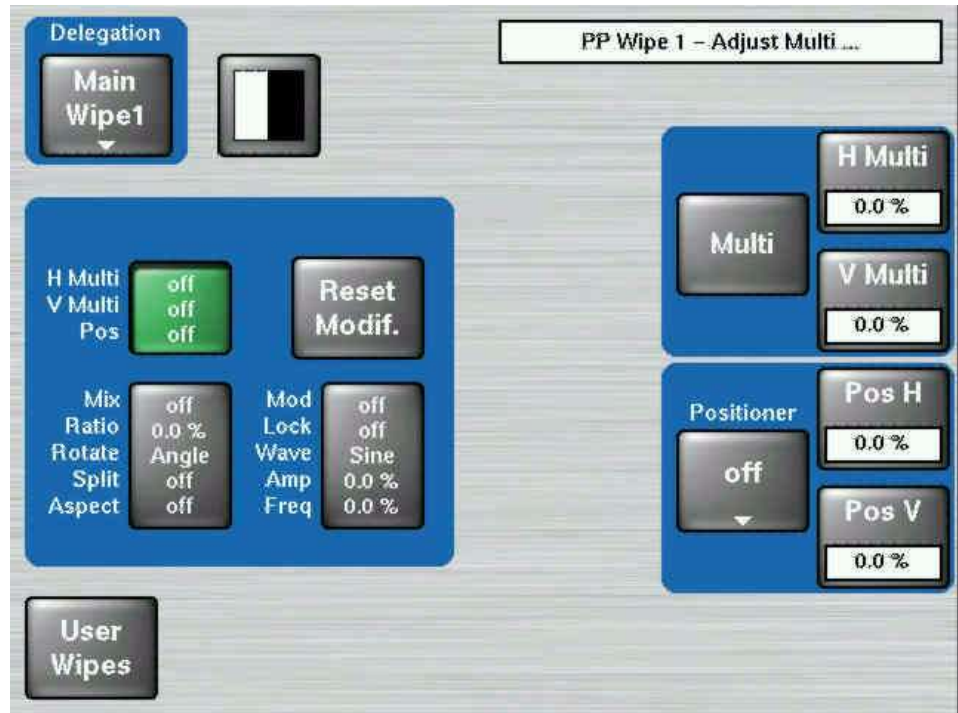 Delegation
Main
Wipe1
PP Wipe 1 – Adjust Multi ...
H Multi
0.0 %
Multi
V Multi
0.0 %
H Multi off
V Multi off
Pos off
Reset
Modif.
Mix off
Ratio 0.0 %
Rotate Angle
Split off
Aspect off
Mod off
Lock off
Wave Sine
Amp 0.0 %
Freq 0.0 %
Positioner
off
Pos H
0.0 %
Pos V
0.0 %
User
Wipes